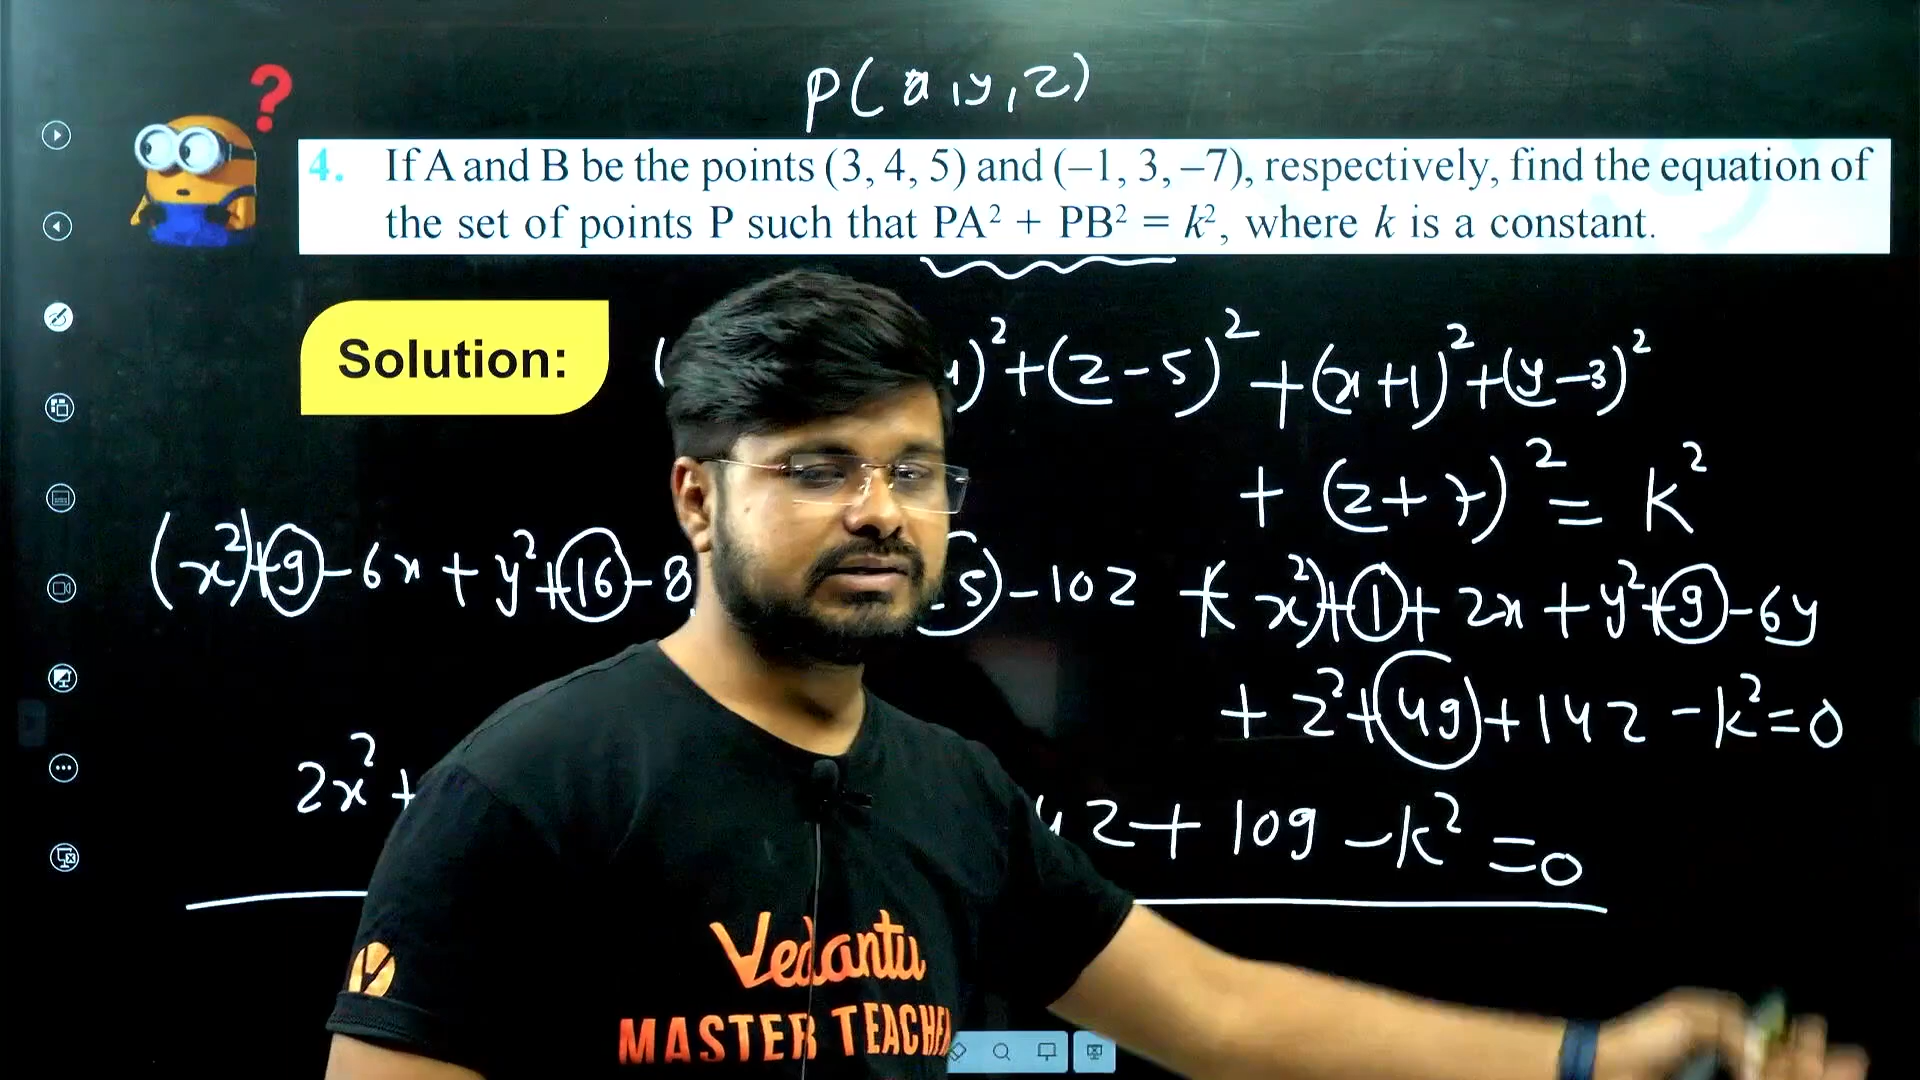 P(x, y, z)
?
4. If A and B be the points (3, 4, 5) and (–1, 3, –7), respectively, find the equation of
the set of points P such that PA² + PB² = k², where k is a constant.
Solution:
( )² + (z – 5)² + (x + 1)² + (y – 3)²
+ (z + 7)² = k²
(x²) + 9 – 6x + y² + 16 – 8 5) – 10z + ( x²) + 1 + 2x + y² + 9 – 6y
+ z² + 49 + 14z – k² = 0
2x² + 4z + 109 – k² = 0
Vedantu
MASTER TEACHE